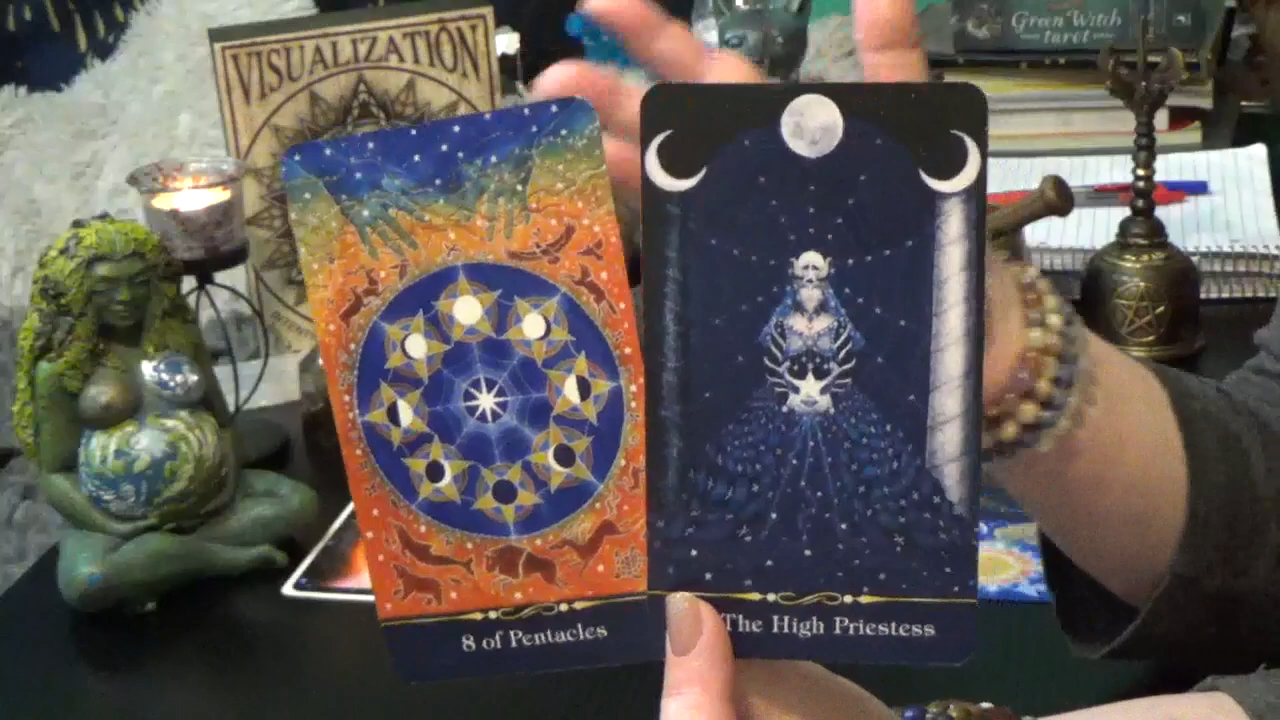 VISUALIZATION
Green Witch
tarot
8 of Pentacles
The High Priestess